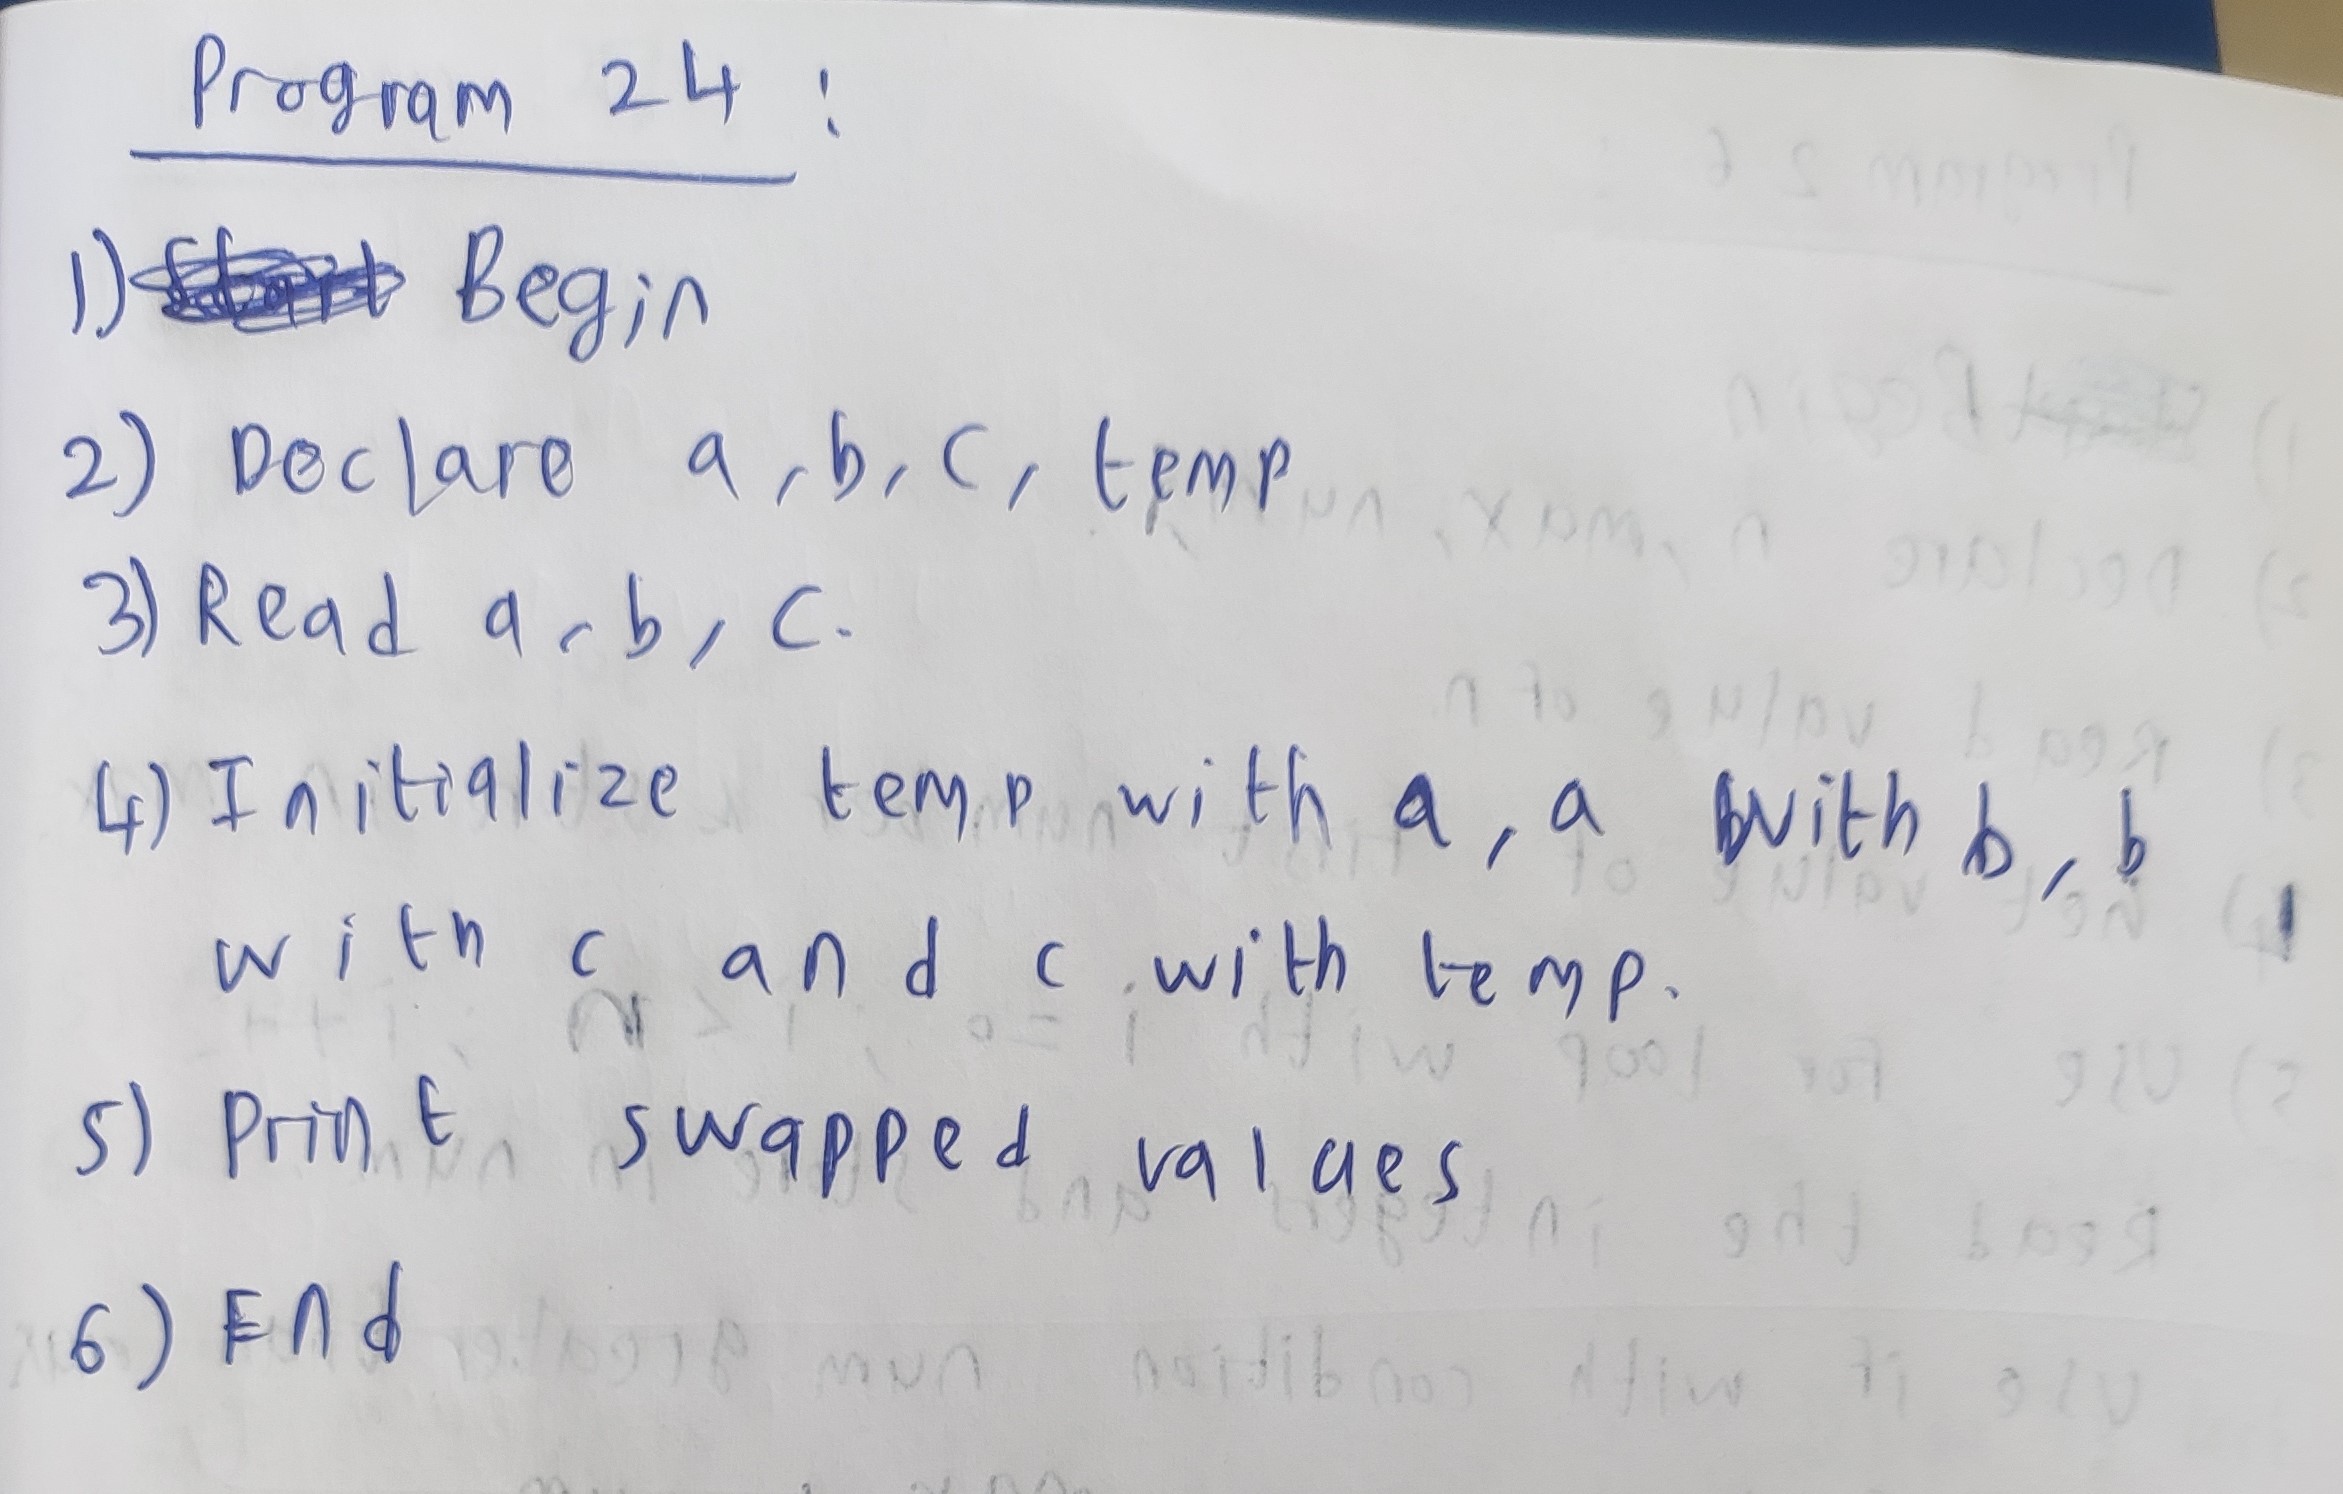 Program 24 :
1) Begin
2) Declare a, b, c, temp
3) Read a, b, c.
4) Initialize temp with a, a with b, b
with c and c with temp.
5) Print swapped values
6) End